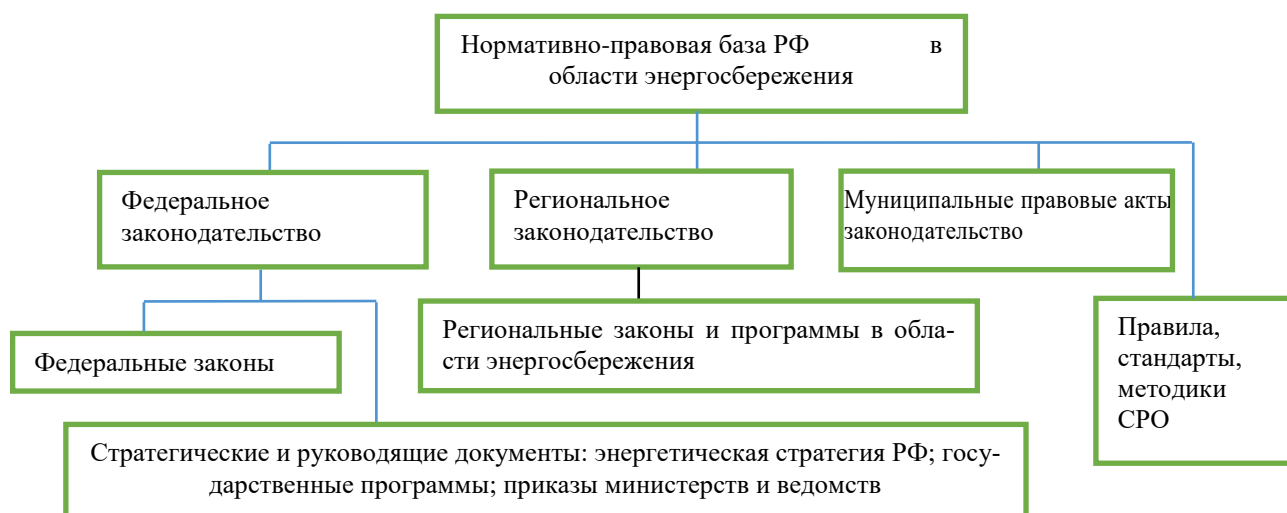 Нормативно-правовая база РФ в
области энергосбережения
Федеральное
законодательство
Региональное
законодательство
Муниципальные правовые акты
законодательство
Федеральные законы
Региональные законы и программы в обла-
сти энергосбережения
Правила,
стандарты,
методики
СРО
Стратегические и руководящие документы: энергетическая стратегия РФ; госу-
дарственные программы; приказы министерств и ведомств